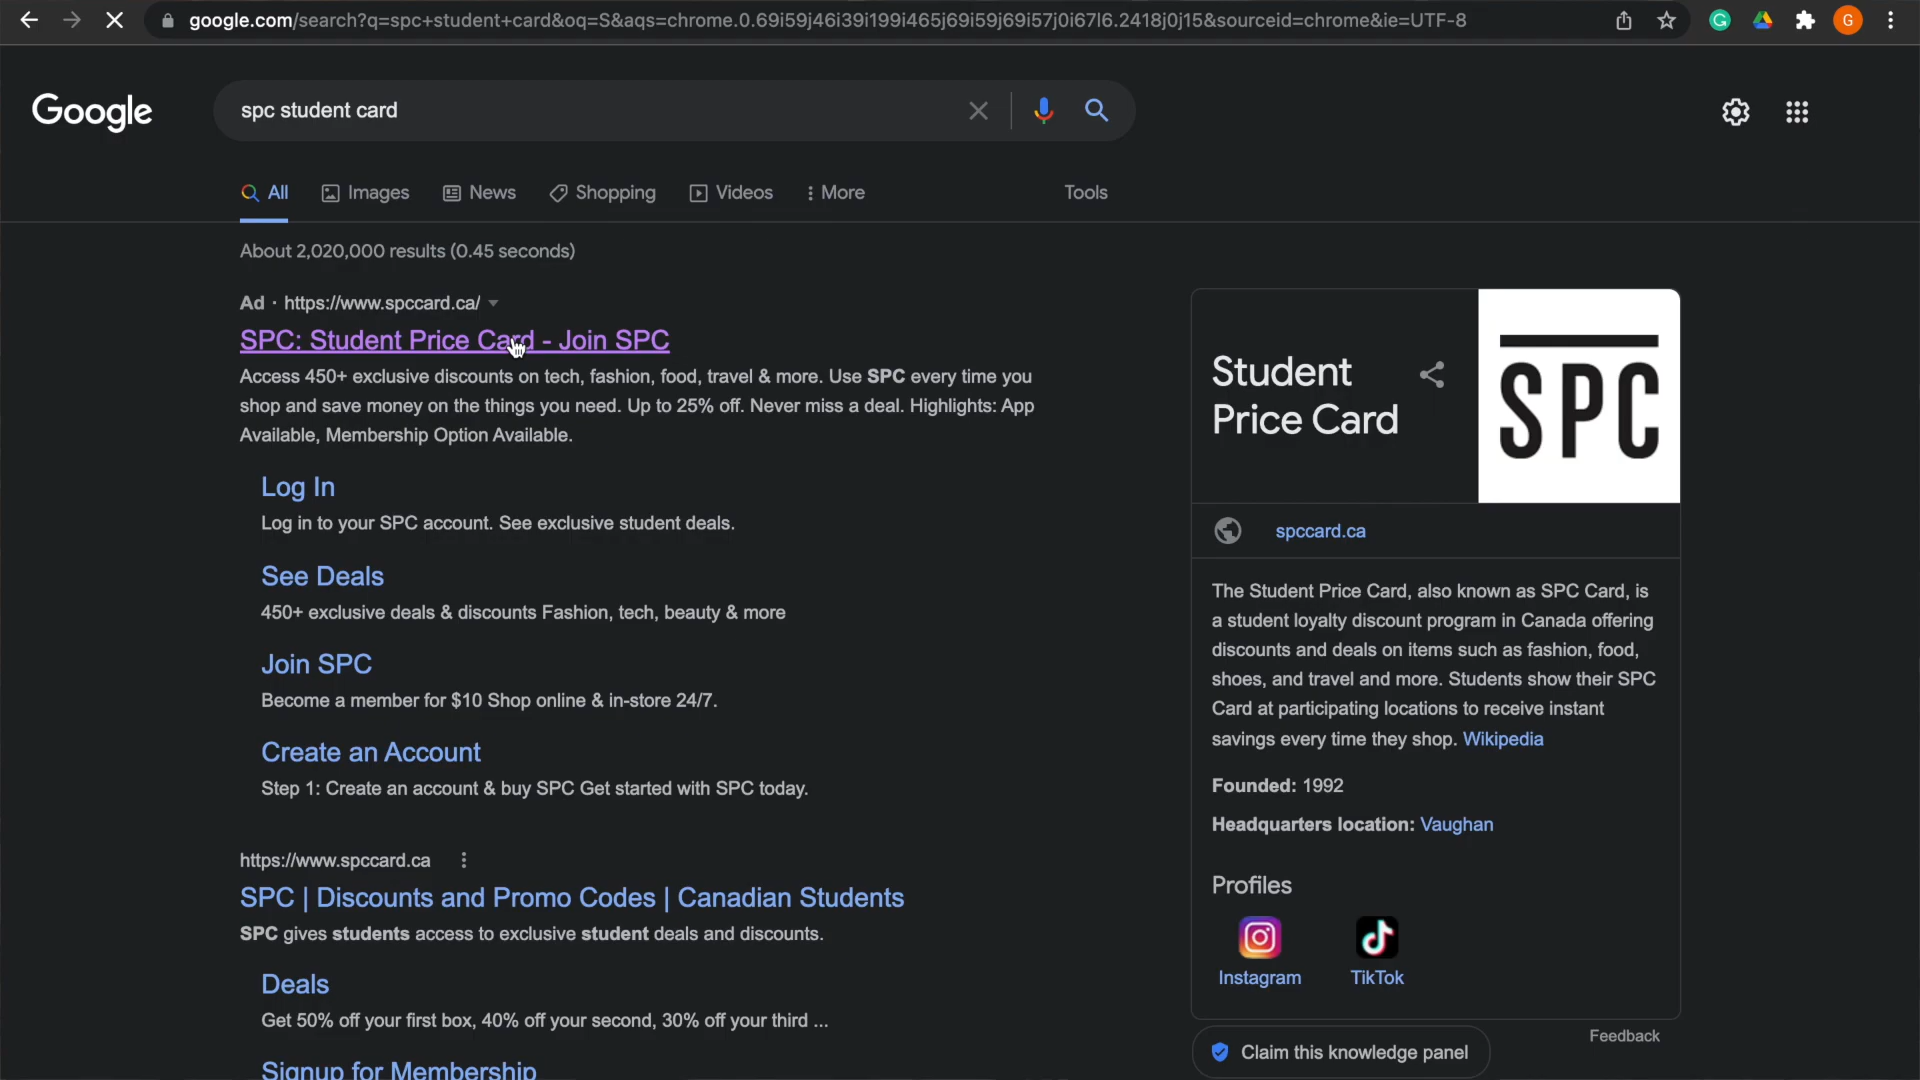 google.com/search?q=spc+student+card&oq=S&aqs=chrome.0.69i59j46i39i199i465j69i59j69i57j0i67l6.2418j0j15&sourceid=chrome&ie=UTF-8
G
G
Google
spc student card
All
Images
News
Shopping
Videos
More
Tools
About 2,020,000 results (0.45 seconds)
Ad · https://www.spccard.ca/
SPC: Student Price Card - Join SPC
Access 450+ exclusive discounts on tech, fashion, food, travel & more. Use SPC every time you
shop and save money on the things you need. Up to 25% off. Never miss a deal. Highlights: App
Available, Membership Option Available.
Log In
Log in to your SPC account. See exclusive student deals.
See Deals
450+ exclusive deals & discounts Fashion, tech, beauty & more
Join SPC
Become a member for $10 Shop online & in-store 24/7.
Create an Account
Step 1: Create an account & buy SPC Get started with SPC today.
https://www.spccard.ca
SPC | Discounts and Promo Codes | Canadian Students
SPC gives students access to exclusive student deals and discounts.
Deals
Get 50% off your first box, 40% off your second, 30% off your third ...
Signup for Membership
Student
Price Card
SPC
spccard.ca
The Student Price Card, also known as SPC Card, is
a student loyalty discount program in Canada offering
discounts and deals on items such as fashion, food,
shoes, and travel and more. Students show their SPC
Card at participating locations to receive instant
savings every time they shop. Wikipedia
Founded: 1992
Headquarters location: Vaughan
Profiles
Instagram
TikTok
Feedback
Claim this knowledge panel